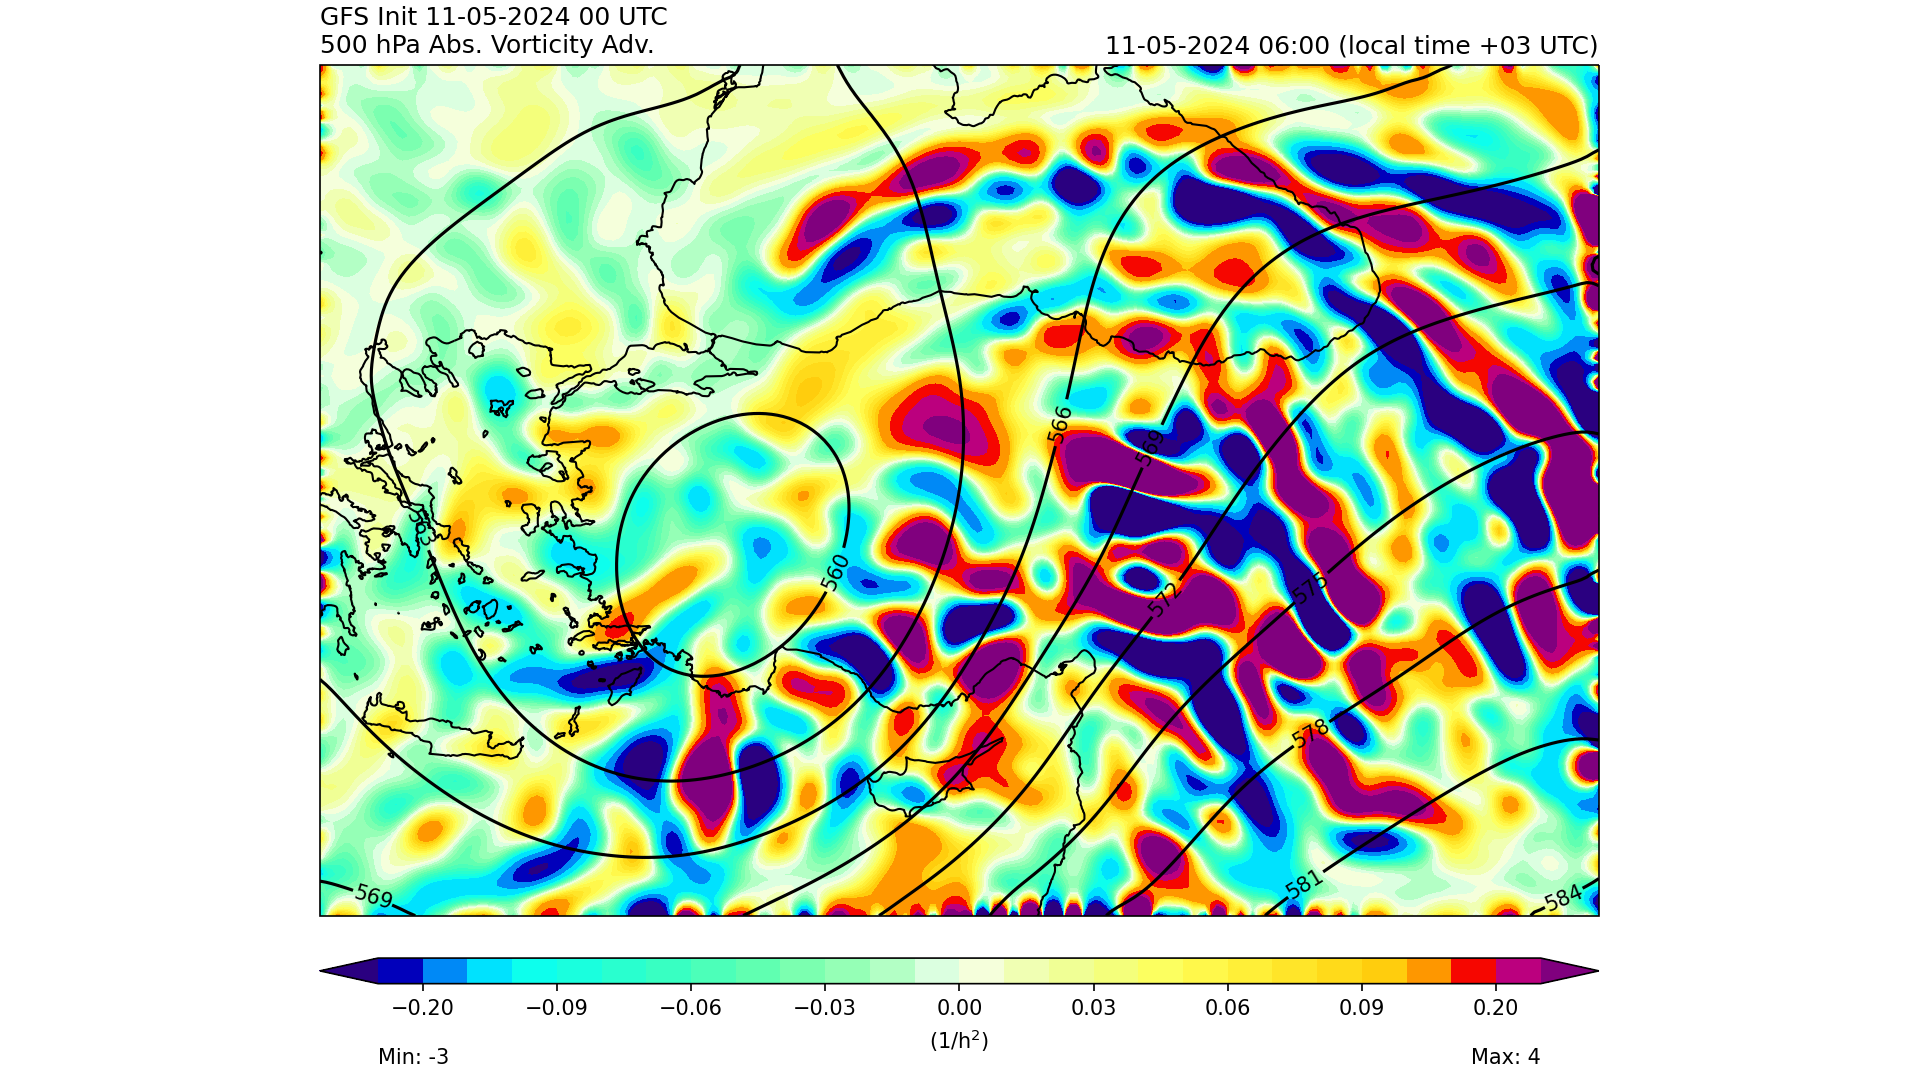 GFS Init 11-05-2024 00 UTC
500 hPa Abs. Vorticity Adv.
11-05-2024 06:00 (local time +03 UTC)
566
569
563
560
572
575
578
581
569
584
−0.20 −0.09 −0.06 −0.03 0.00 0.03 0.06 0.09 0.20
(1/h²)
Min: -3
Max: 4